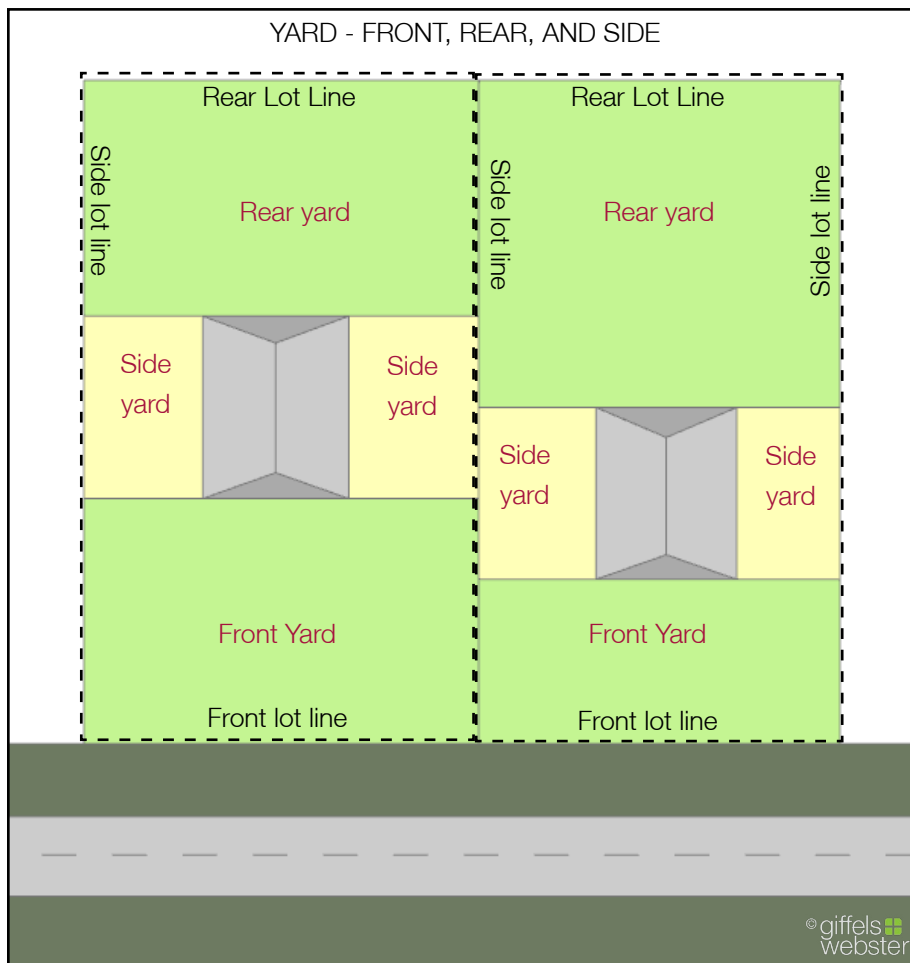 YARD - FRONT, REAR, AND SIDE
Rear Lot Line
Rear Lot Line
Side lot line
Side lot line
Side lot line
Rear yard
Rear yard
Side
yard
Side
yard
Side
yard
Side
yard
Front Yard
Front Yard
Front lot line
Front lot line
© giffels
webster